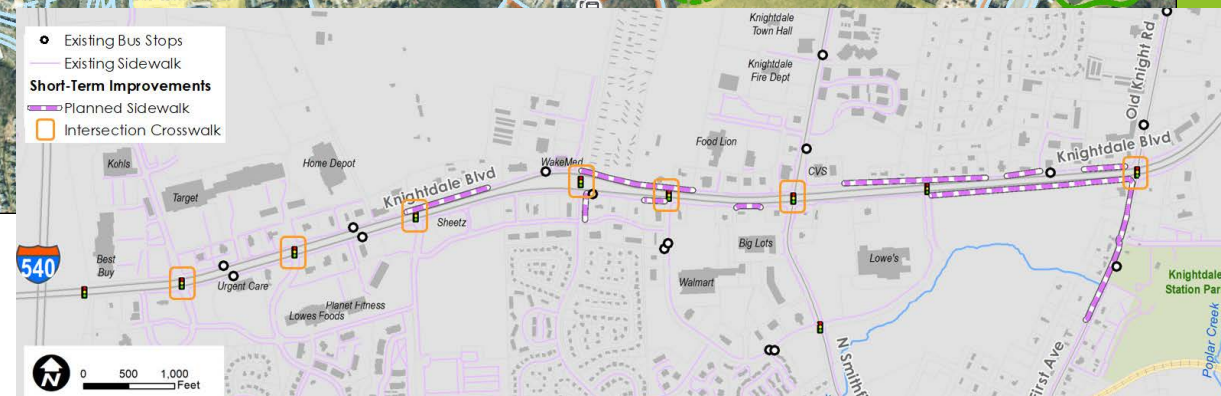 Existing Bus Stops
Existing Sidewalk
Short-Term Improvements
Planned Sidewalk
Intersection Crosswalk
Knightdale
Town Hall
Knightdale
Fire Dept
Old Knight Rd
Knightdale Blvd
Kohls
Home Depot
WakeMed
Food Lion
CVS
Target
Knightdale Blvd
Sheetz
540
Best
Buy
Urgent Care
Big Lots
Lowe's
Walmart
Planet Fitness
Lowes Foods
Knightdale
Station Par
Poplar Creek
N Smithf
First Ave
N
0 500 1,000
Feet